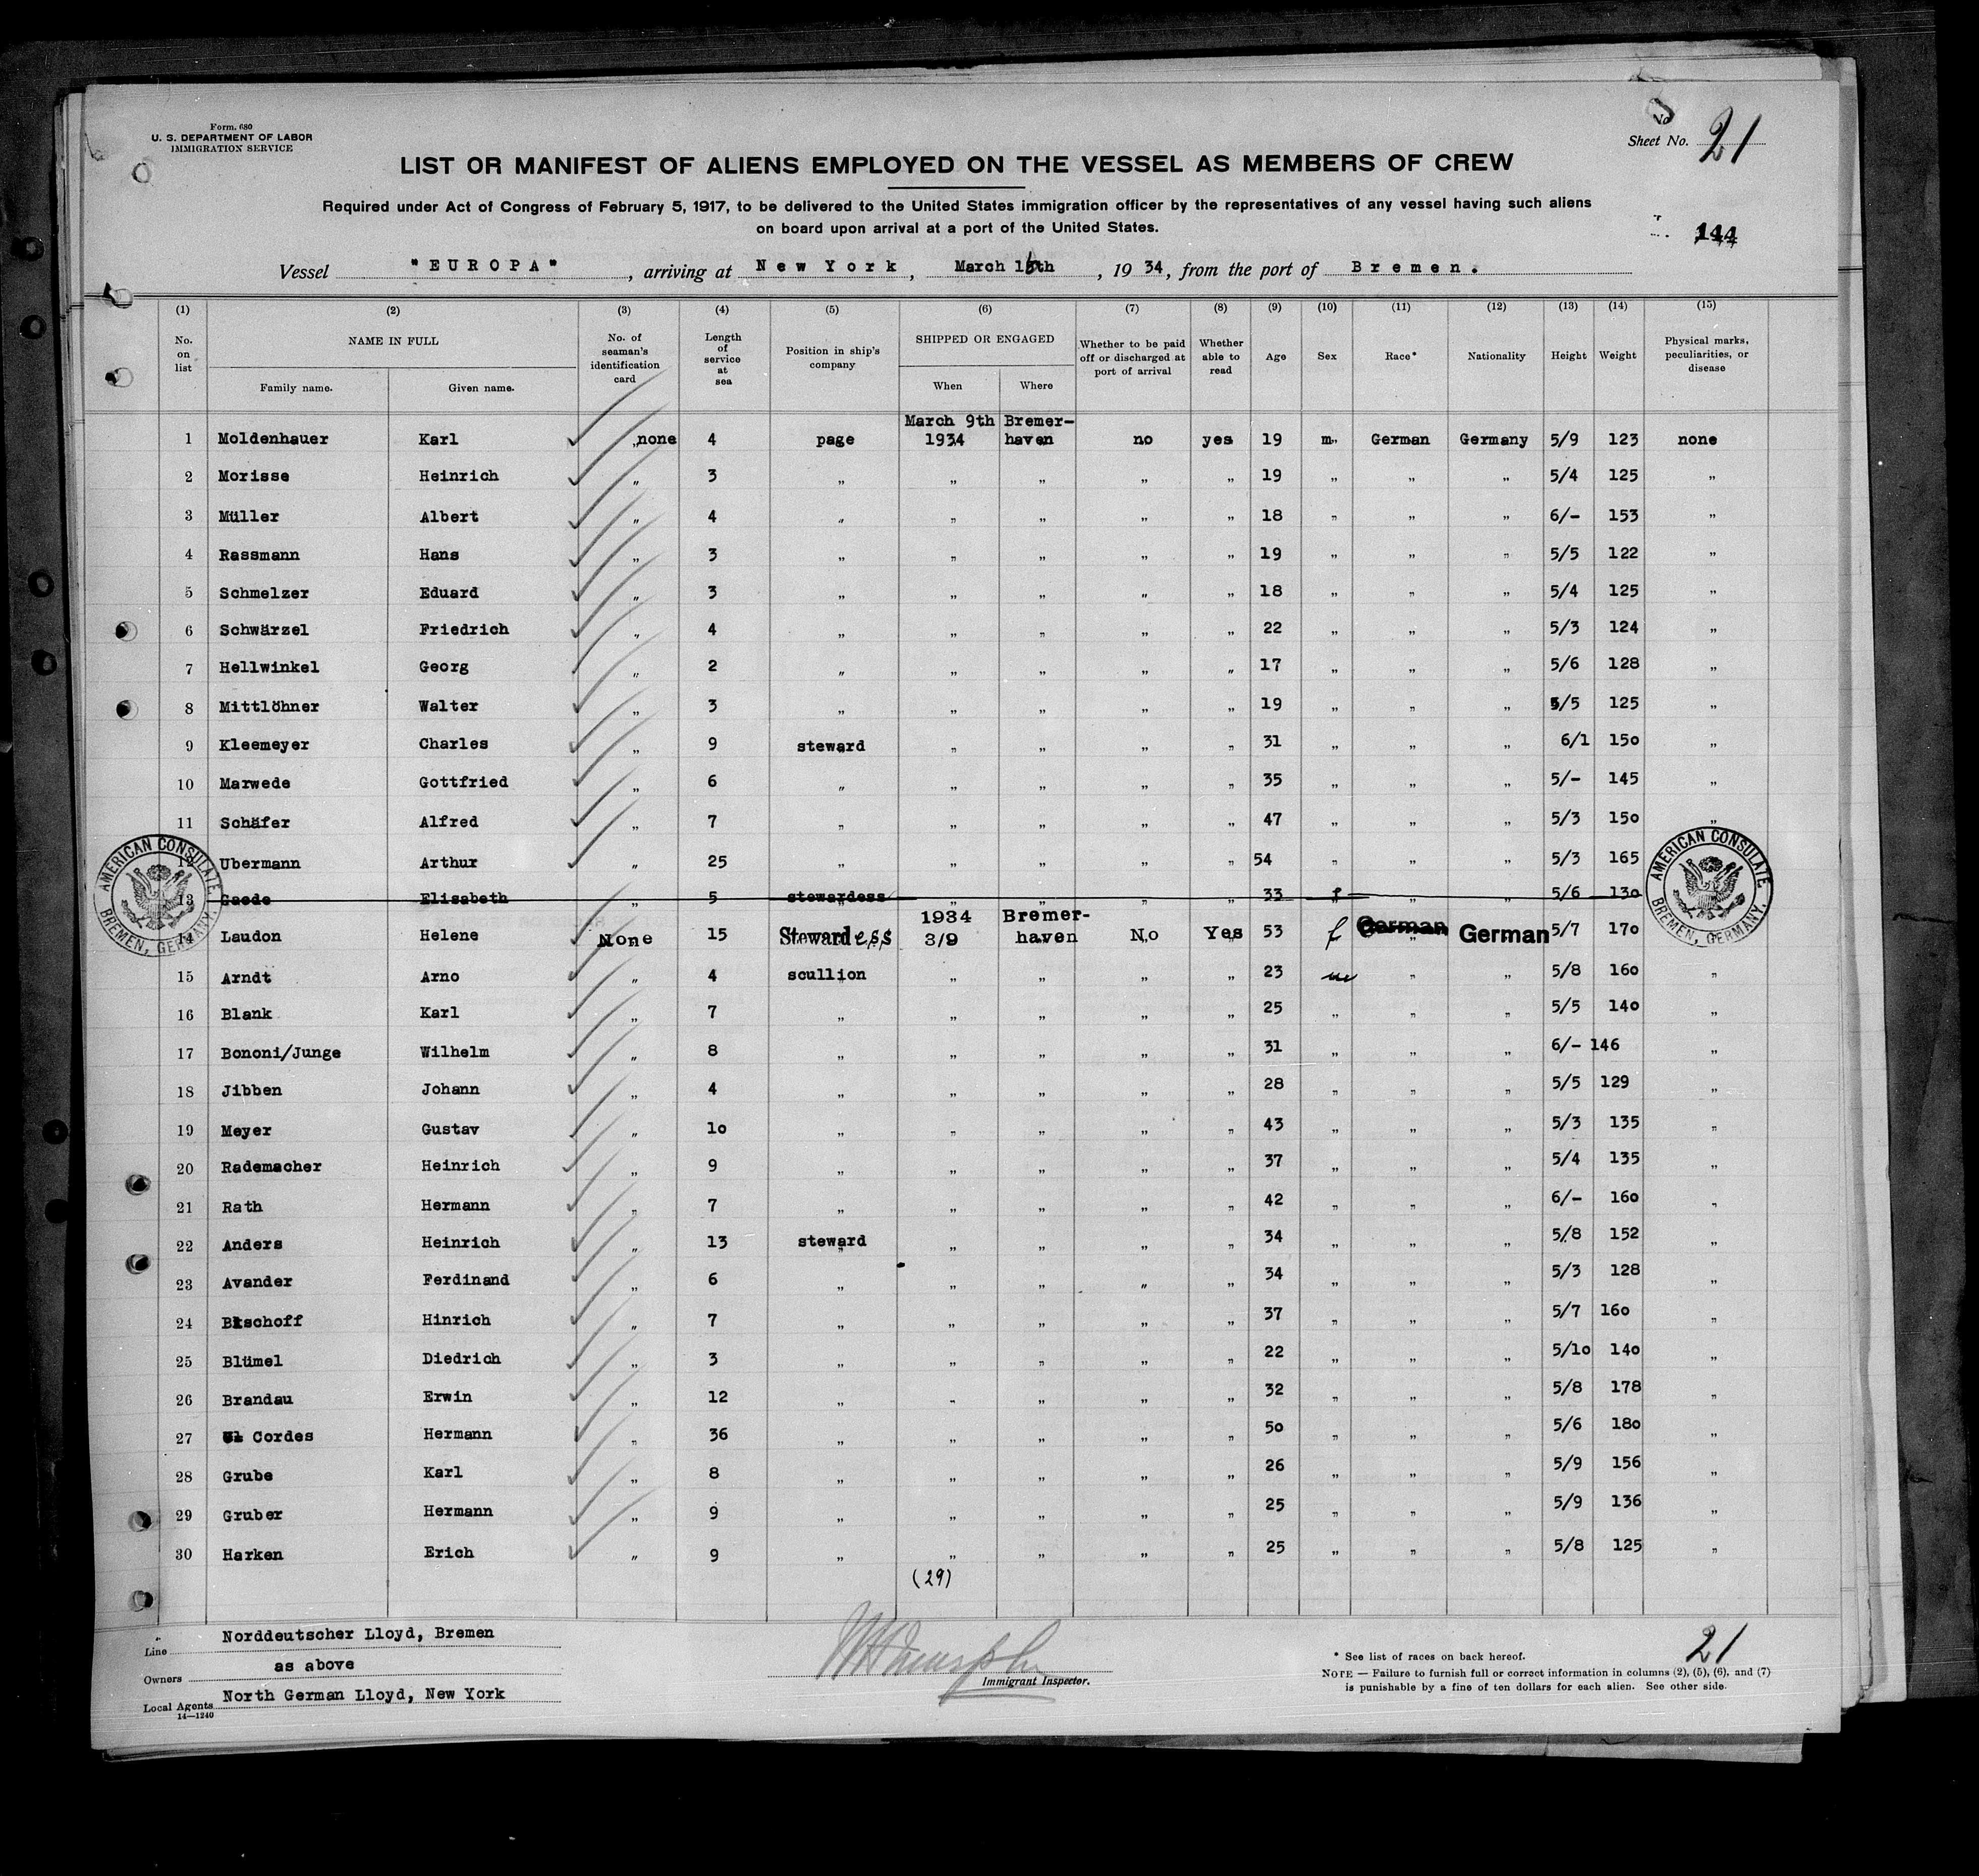 Form 680
U. S. DEPARTMENT OF LABOR
IMMIGRATION SERVICE
No.
Sheet No. 21
LIST OR MANIFEST OF ALIENS EMPLOYED ON THE VESSEL AS MEMBERS OF CREW
Required under Act of Congress of February 5, 1917, to be delivered to the United States immigration officer by the representatives of any vessel having such aliens
on board upon arrival at a port of the United States.
144
Vessel "EUROPA", arriving at New York, March 15th, 1934, from the port of Bremen.
(1) (2) (3) (4) (5) (6) (7) (8) (9) (10) (11) (12) (13) (14) (15)
No. on list NAME IN FULL Family name. Given name. No. of seaman's identification card Length of service at sea Position in ship's company SHIPPED OR ENGAGED When Where Whether to be paid off or discharged at port of arrival Whether able to read Age Sex Race* Nationality Height Weight Physical marks, peculiarities, or disease
1 Moldenhauer Karl none 4 page March 9th 1934 Bremer-haven no yes 19 m German Germany 5/9 123 none
2 Morisse Heinrich " 3 " " " " " 19 " " " 5/4 125 "
3 Müller Albert " 4 " " " " " 18 " " " 6/- 153 "
4 Rassmann Hans " 3 " " " " " 19 " " " 5/5 122 "
5 Schmelzer Eduard " 3 " " " " " 18 " " " 5/4 125 "
6 Schwärzel Friedrich " 4 " " " " " 22 " " " 5/3 124 "
7 Hellwinkel Georg " 2 " " " " " 17 " " " 5/6 128 "
8 Mittlöhner Walter " 3 " " " " " 19 " " " 5/5 125 "
9 Kleemeyer Charles " 9 steward " " " " 31 " " " 6/1 150 "
10 Marwede Gottfried " 6 " " " " " 35 " " " 5/- 145 "
11 Schäfer Alfred " 7 " " " " " 47 " " " 5/3 150 "
12 Ubermann Arthur " 25 " " " " " 54 " " " 5/3 165
13 Gaede Elisabeth " 5 stewardess " " " " 33 f " " 5/6 130
14 Laudon Helene None 15 Stewardess 1934 3/9 Bremer-haven No Yes 53 f German German 5/7 170
15 Arndt Arno " 4 scullion " " " " 23 m " " 5/8 160 "
16 Blank Karl " 7 " " " " " 25 " " " 5/5 140 "
17 Bononi/Junge Wilhelm " 8 " " " " " 31 " " " 6/- 146 "
18 Jibben Johann " 4 " " " " " 28 " " " 5/5 129 "
19 Meyer Gustav " 10 " " " " " 43 " " " 5/3 135 "
20 Rademacher Heinrich " 9 " " " " " 37 " " " 5/4 135 "
21 Rath Hermann " 7 " " " " " 42 " " " 6/- 160 "
22 Anders Heinrich " 13 steward " " " " 34 " " " 5/8 152 "
23 Avander Ferdinand " 6 " " " " " 34 " " " 5/3 128 "
24 Bischoff Hinrich " 7 " " " " " 37 " " " 5/7 160 "
25 Blümel Diedrich " 3 " " " " " 22 " " " 5/10 140 "
26 Brandau Erwin " 12 " " " " " 32 " " " 5/8 178 "
27 Cordes Hermann " 36 " " " " " 50 " " " 5/6 180 "
28 Grube Karl " 8 " " " " " 26 " " " 5/9 156 "
29 Gruber Hermann " 9 " " " " " 25 " " " 5/9 136 "
30 Harken Erich " 9 " " " " " 25 " " " 5/8 125 "
(29)
AMERICAN CONSULATE, BREMEN, GERMANY.
AMERICAN CONSULATE BREMEN, GERMANY.
Line Norddeutscher Lloyd, Bremen
Owners as above
Local Agents North German Lloyd, New York
14—1240
Immigrant Inspector.
21
* See list of races on back hereof.
NOTE — Failure to furnish full or correct information in columns (2), (5), (6), and (7)
is punishable by a fine of ten dollars for each alien. See other side.